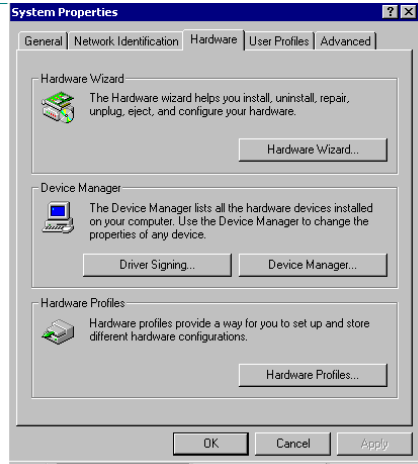 System Properties
General Network Identification Hardware User Profiles Advanced
Hardware Wizard
The Hardware wizard helps you install, uninstall, repair,
unplug, eject, and configure your hardware.
Hardware Wizard...
Device Manager
The Device Manager lists all the hardware devices installed
on your computer. Use the Device Manager to change the
properties of any device.
Driver Signing... Device Manager...
Hardware Profiles
Hardware profiles provide a way for you to set up and store
different hardware configurations.
Hardware Profiles...
OK Cancel Apply